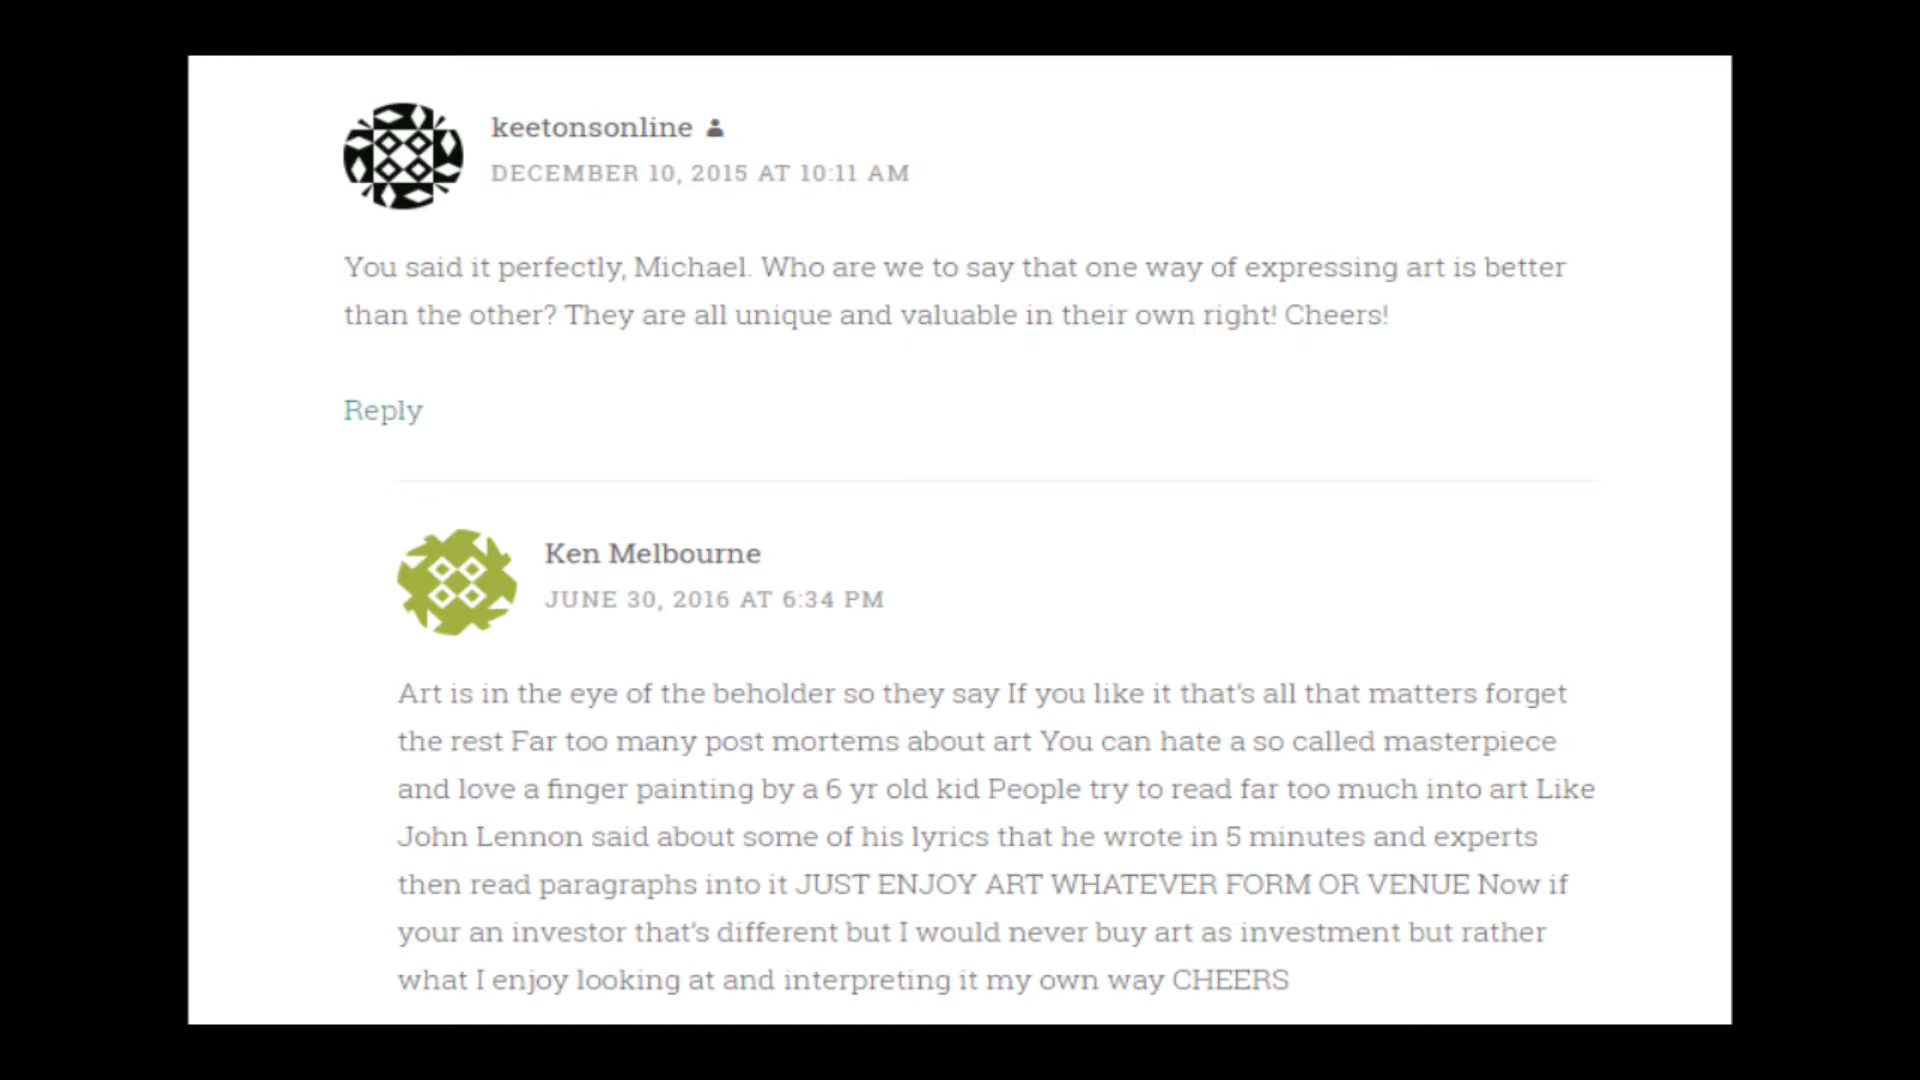 keetonsonline
DECEMBER 10, 2015 AT 10:11 AM
You said it perfectly, Michael. Who are we to say that one way of expressing art is better
than the other? They are all unique and valuable in their own right! Cheers!
Reply
Ken Melbourne
JUNE 30, 2016 AT 6:34 PM
Art is in the eye of the beholder so they say If you like it that's all that matters forget
the rest Far too many post mortems about art You can hate a so called masterpiece
and love a finger painting by a 6 yr old kid People try to read far too much into art Like
John Lennon said about some of his lyrics that he wrote in 5 minutes and experts
then read paragraphs into it JUST ENJOY ART WHATEVER FORM OR VENUE Now if
your an investor that's different but I would never buy art as investment but rather
what I enjoy looking at and interpreting it my own way CHEERS